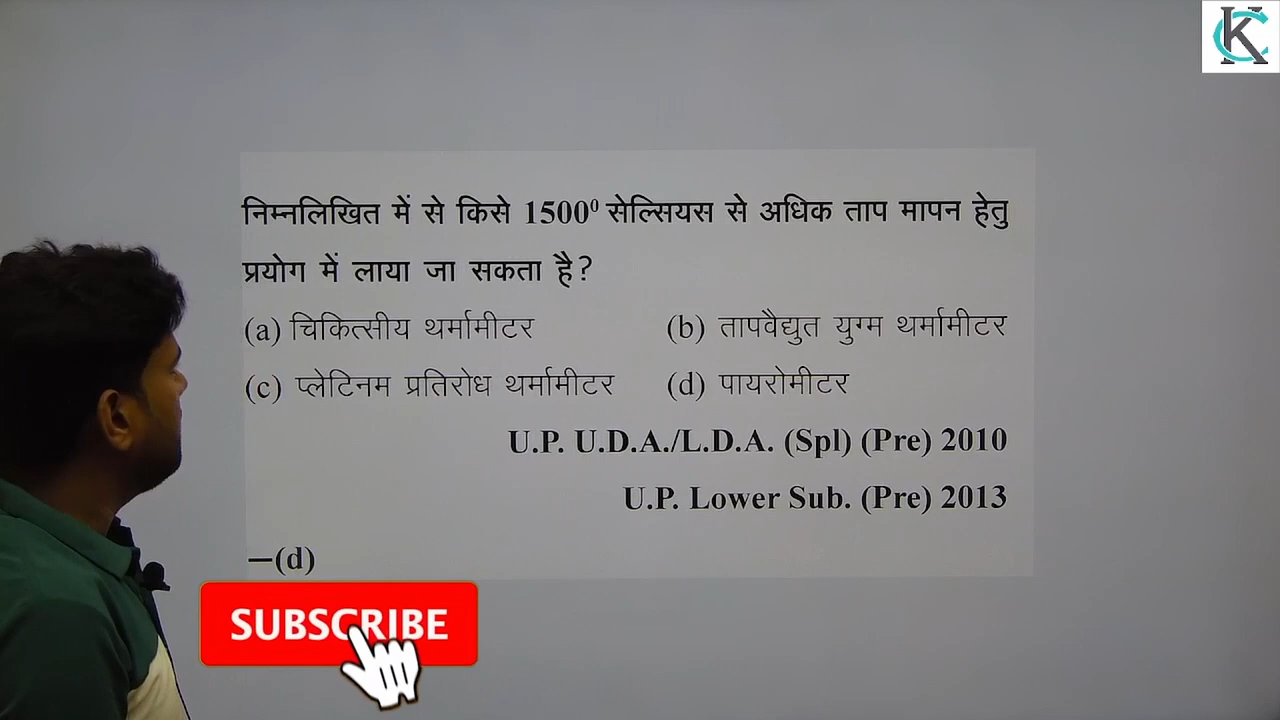 KC
निम्नलिखित में से किसे 1500⁰ सेल्सियस से अधिक ताप मापन हेतु
प्रयोग में लाया जा सकता है?
(a) चिकित्सीय थर्मामीटर (b) तापवैद्युत युग्म थर्मामीटर
(c) प्लेटिनम प्रतिरोध थर्मामीटर (d) पायरोमीटर
U.P. U.D.A./L.D.A. (Spl) (Pre) 2010
U.P. Lower Sub. (Pre) 2013
—(d)
SUBSCRIBE